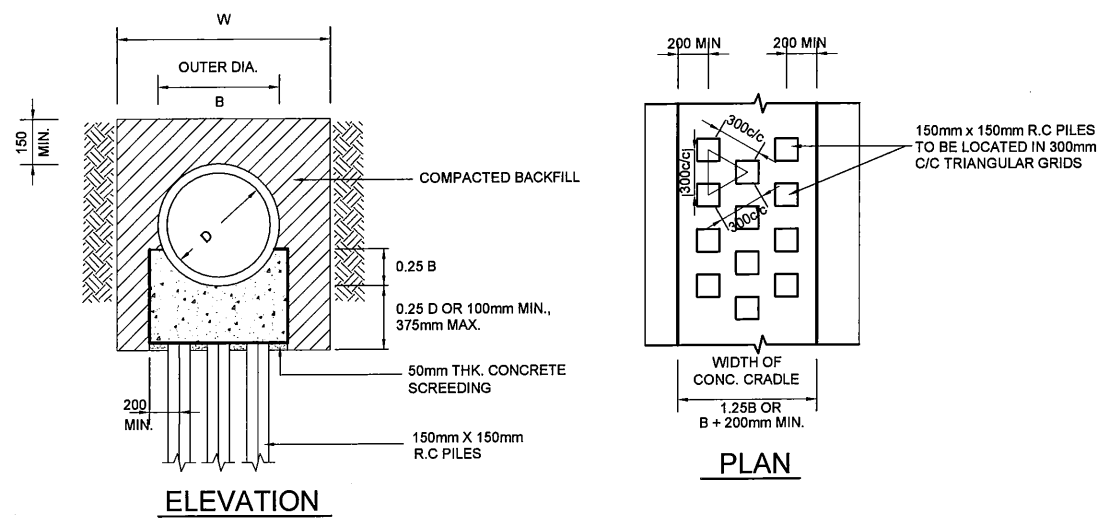 W
OUTER DIA.
B
150
MIN.
COMPACTED BACKFILL
D
0.25 B
0.25 D OR 100mm MIN.,
375mm MAX.
50mm THK. CONCRETE
SCREEDING
200
MIN.
150mm X 150mm
R.C PILES
ELEVATION
200 MIN
200 MIN
300c/c
300c/c
300c/c
150mm x 150mm R.C PILES
TO BE LOCATED IN 300mm
C/C TRIANGULAR GRIDS
WIDTH OF
CONC. CRADLE
1.25B OR
B + 200mm MIN.
PLAN